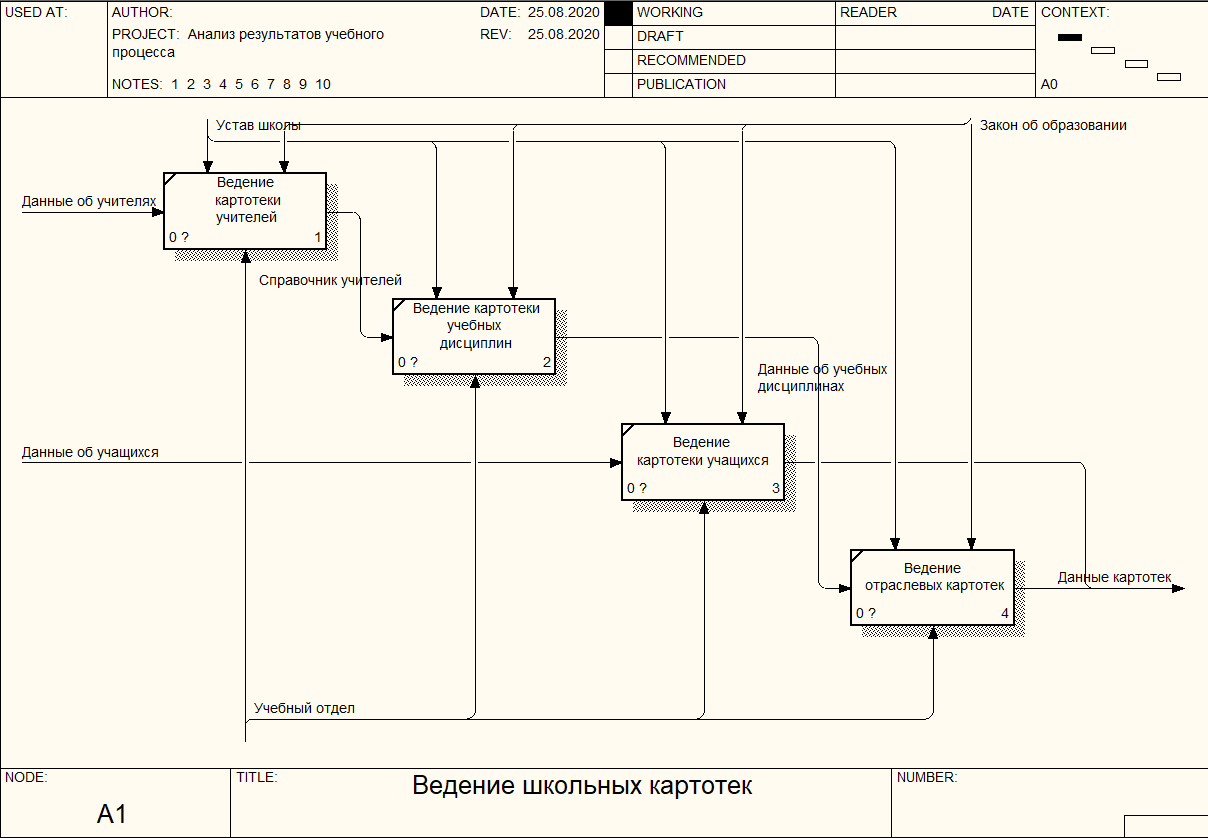 USED AT:
AUTHOR:
DATE: 25.08.2020
PROJECT: Анализ результатов учебного
процесса
REV: 25.08.2020
NOTES: 1 2 3 4 5 6 7 8 9 10
WORKING
DRAFT
RECOMMENDED
PUBLICATION
READER
DATE
CONTEXT:
A0
Устав школы
Закон об образовании
Данные об учителях
Ведение
картотеки
учителей
0 ?
1
Справочник учителей
Ведение картотеки
учебных
дисциплин
0 ?
2
Данные об учебных
дисциплинах
Данные об учащихся
Ведение
картотеки учащихся
0 ?
3
Ведение
отраслевых картотек
0 ?
4
Данные картотек
Учебный отдел
NODE:
A1
TITLE:
Ведение школьных картотек
NUMBER: